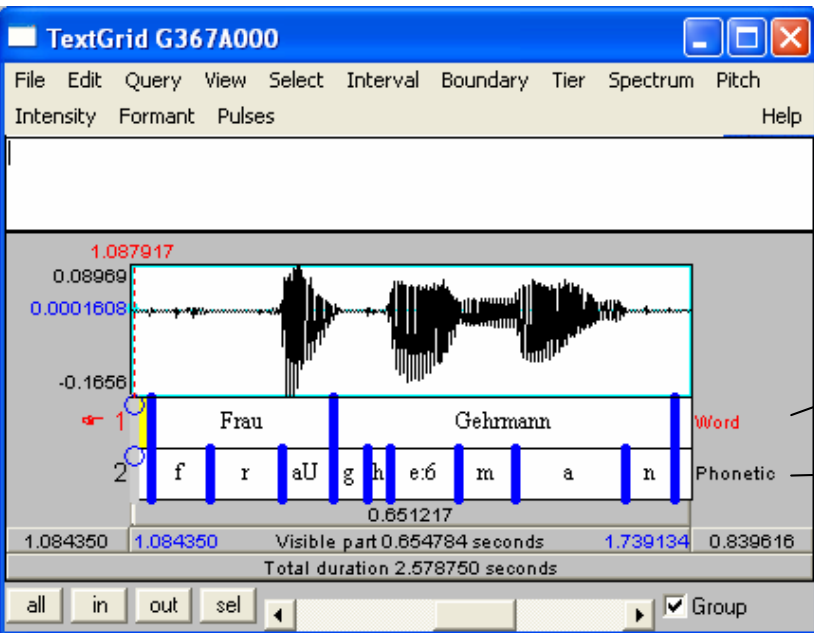 TextGrid G367A000
File Edit Query View Select Interval Boundary Tier Spectrum Pitch
Intensity Formant Pulses Help
1.087917
0.08969
0.0001608
-0.1656
1 Frau Gehrmann Word
2 f r aU g h e:6 m a n Phonetic
0.651217
1.084350 1.084350 Visible part 0.654784 seconds 1.739134 0.839616
Total duration 2.578750 seconds
all in out sel Group